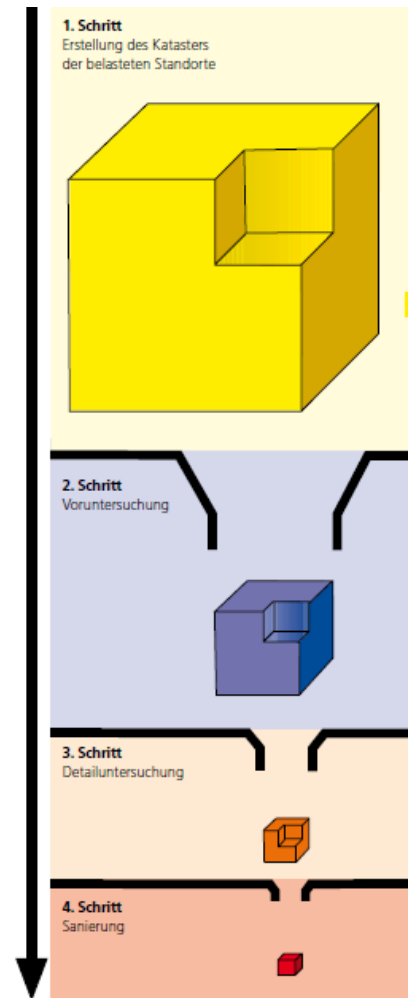 1. Schritt
Erstellung des Katasters
der belasteten Standorte
2. Schritt
Voruntersuchung
3. Schritt
Detailuntersuchung
4. Schritt
Sanierung